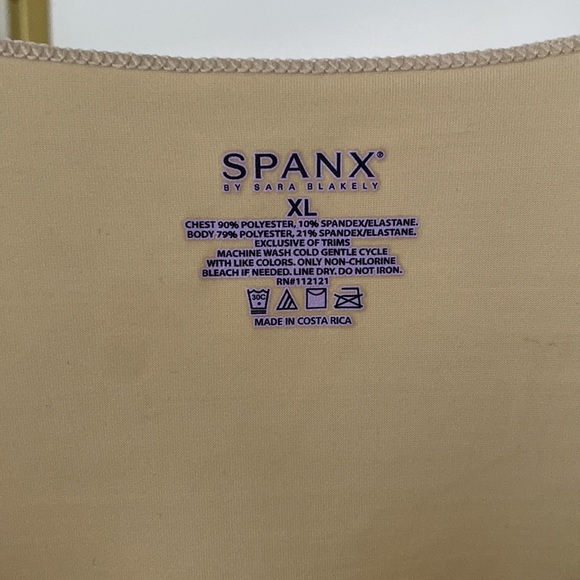 SPANX®
BY SARA BLAKELY
XL
CHEST 90% POLYESTER, 10% SPANDEX/ELASTANE.
BODY 79% POLYESTER, 21% SPANDEX/ELASTANE.
EXCLUSIVE OF TRIMS
MACHINE WASH COLD GENTLE CYCLE
WITH LIKE COLORS. ONLY NON-CHLORINE
BLEACH IF NEEDED. LINE DRY. DO NOT IRON.
RN#112121
30C
MADE IN COSTA RICA